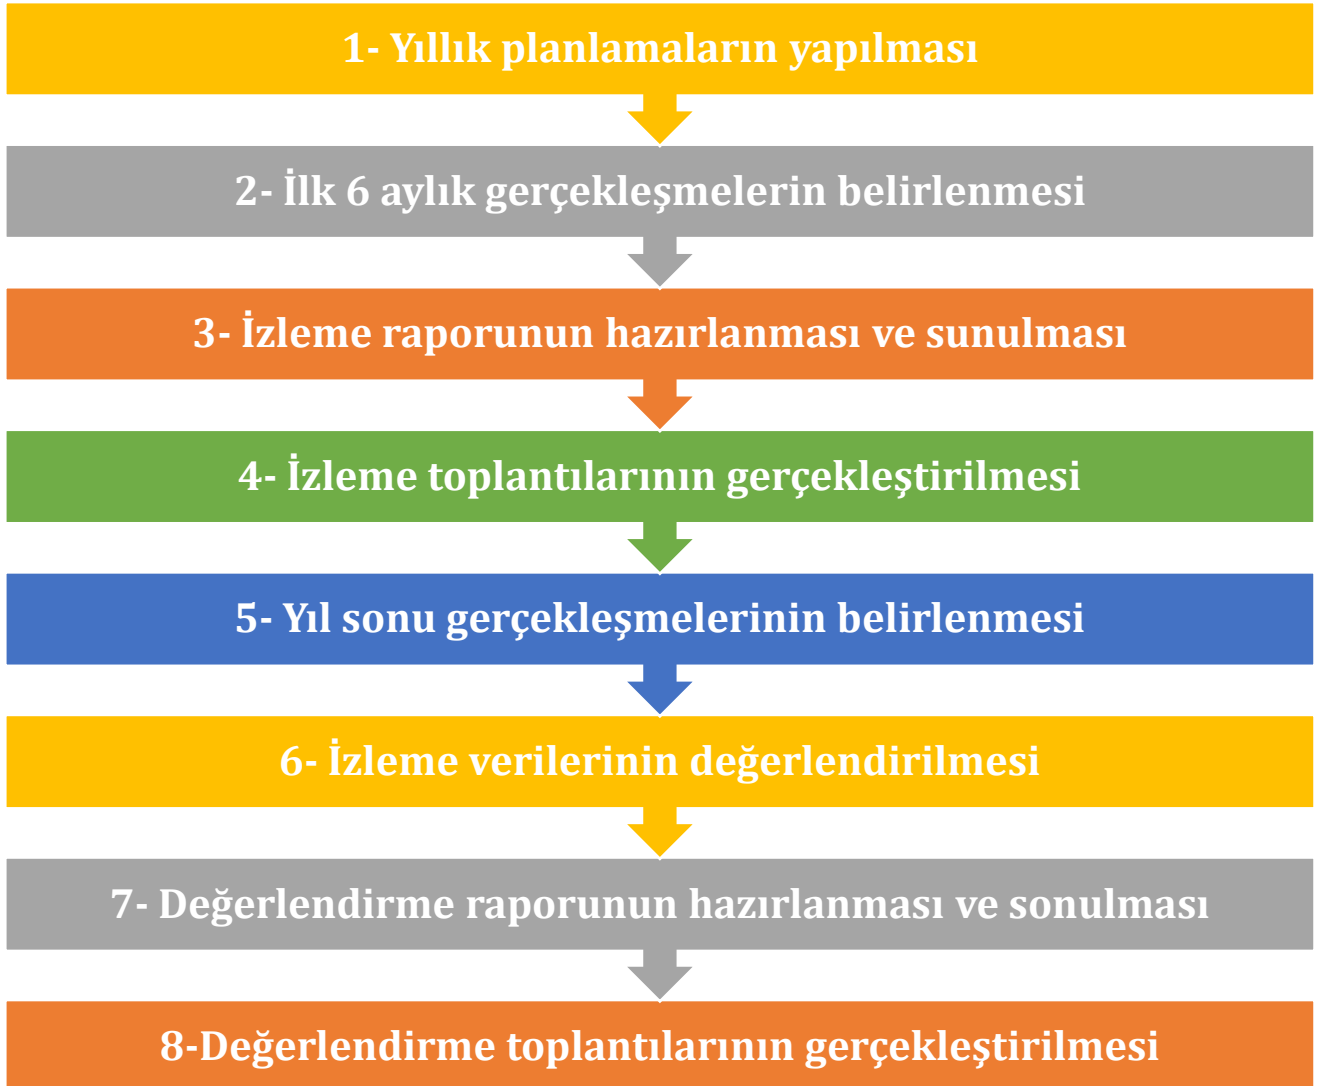 1- Yıllık planlamaların yapılması
2- İlk 6 aylık gerçekleşmelerin belirlenmesi
3- İzleme raporunun hazırlanması ve sunulması
4- İzleme toplantılarının gerçekleştirilmesi
5- Yıl sonu gerçekleşmelerinin belirlenmesi
6- İzleme verilerinin değerlendirilmesi
7- Değerlendirme raporunun hazırlanması ve sonulması
8-Değerlendirme toplantılarının gerçekleştirilmesi